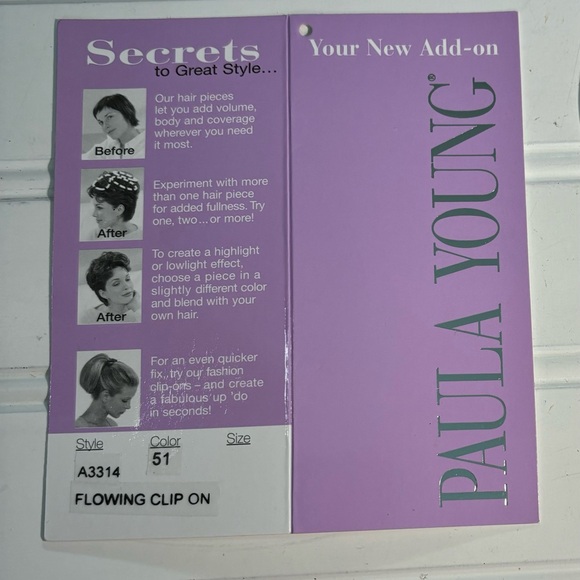 Secrets
to Great Style...
Before
Our hair pieces
let you add volume,
body and coverage
wherever you need
it most.
After
Experiment with more
than one hair piece
for added fullness. Try
one, two...or more!
After
To create a highlight
or lowlight effect,
choose a piece in a
slightly different color
and blend with your
own hair.
For an even quicker
fix, try our fashion
clip-ons – and create
a fabulous up 'do
in seconds!
Style Color Size
A3314 51
FLOWING CLIP ON
Your New Add-on
PAULA YOUNG®